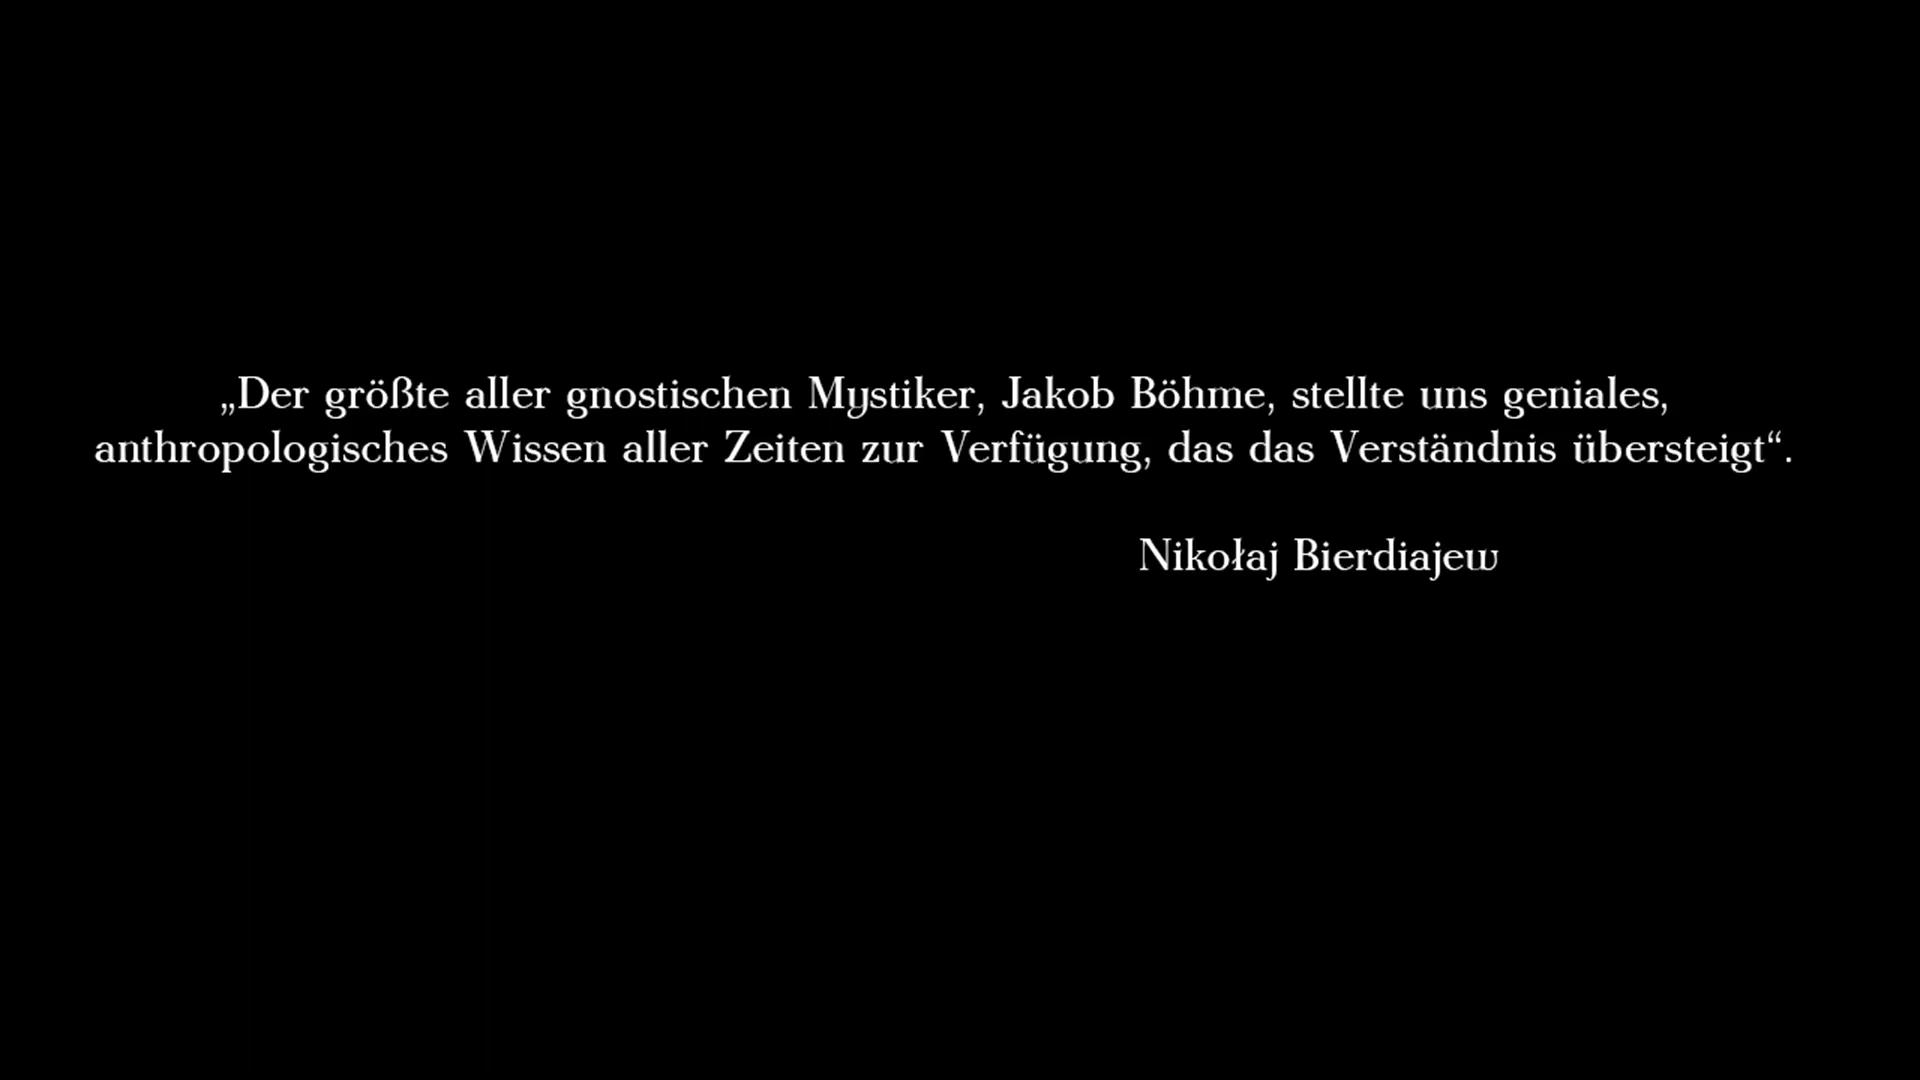 „Der größte aller gnostischen Mystiker, Jakob Böhme, stellte uns geniales,
anthropologisches Wissen aller Zeiten zur Verfügung, das das Verständnis übersteigt“.
Nikołaj Bierdiajew